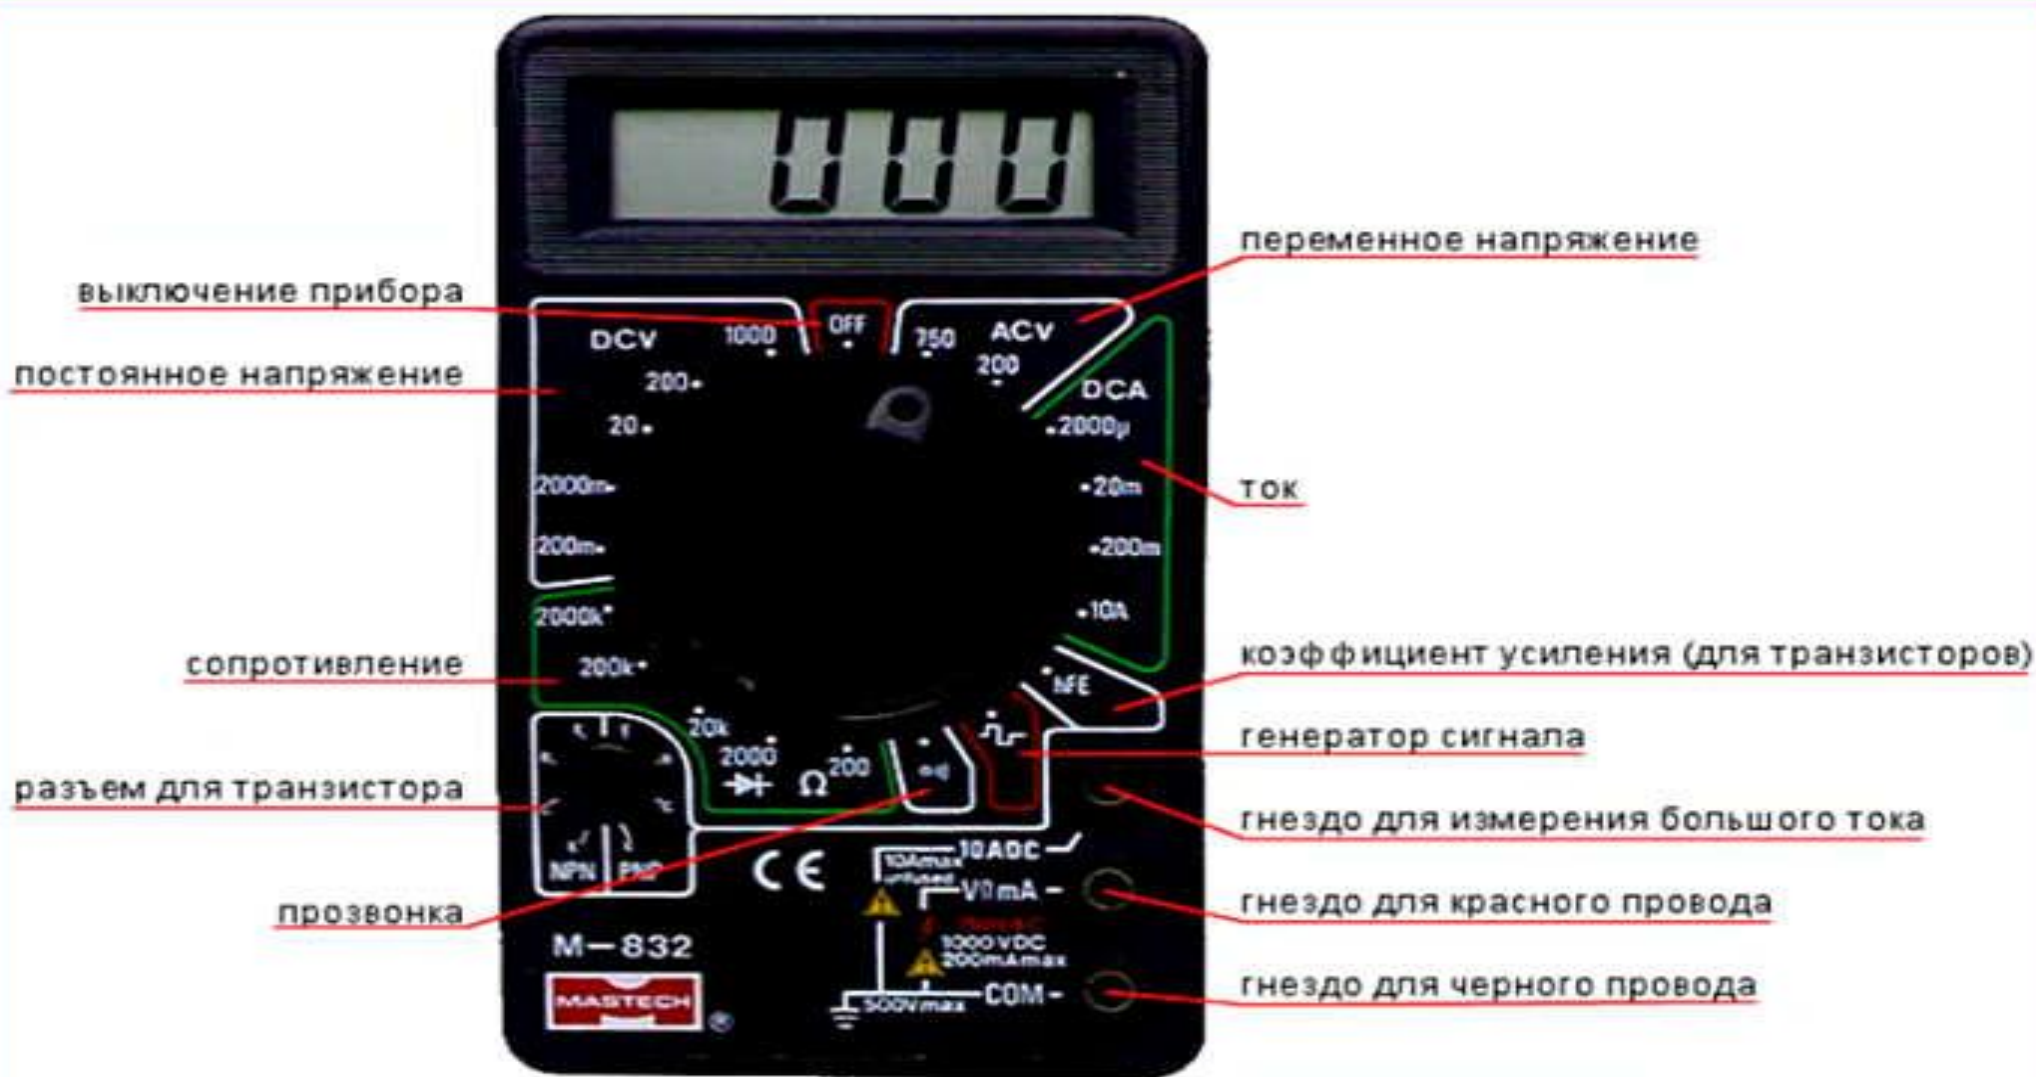 000
переменное напряжение
выключение прибора
DCV
1000
OFF
750
ACV
200
постоянное напряжение
200
DCA
20
2000µ
2000m
20m
ток
200m
200m
2000k
10A
сопротивление
200k
hFE
коэффициент усиления (для транзисторов)
20k
2000
Ω
200
генератор сигнала
разъем для транзистора
гнездо для измерения большого тока
10Amax
unfused
10ADC
NPN
PNP
CE
VΩmA
гнездо для красного провода
прозвонка
M-832
1000VDC
200mAmax
MASTECH
®
500Vmax
COM
гнездо для черного провода